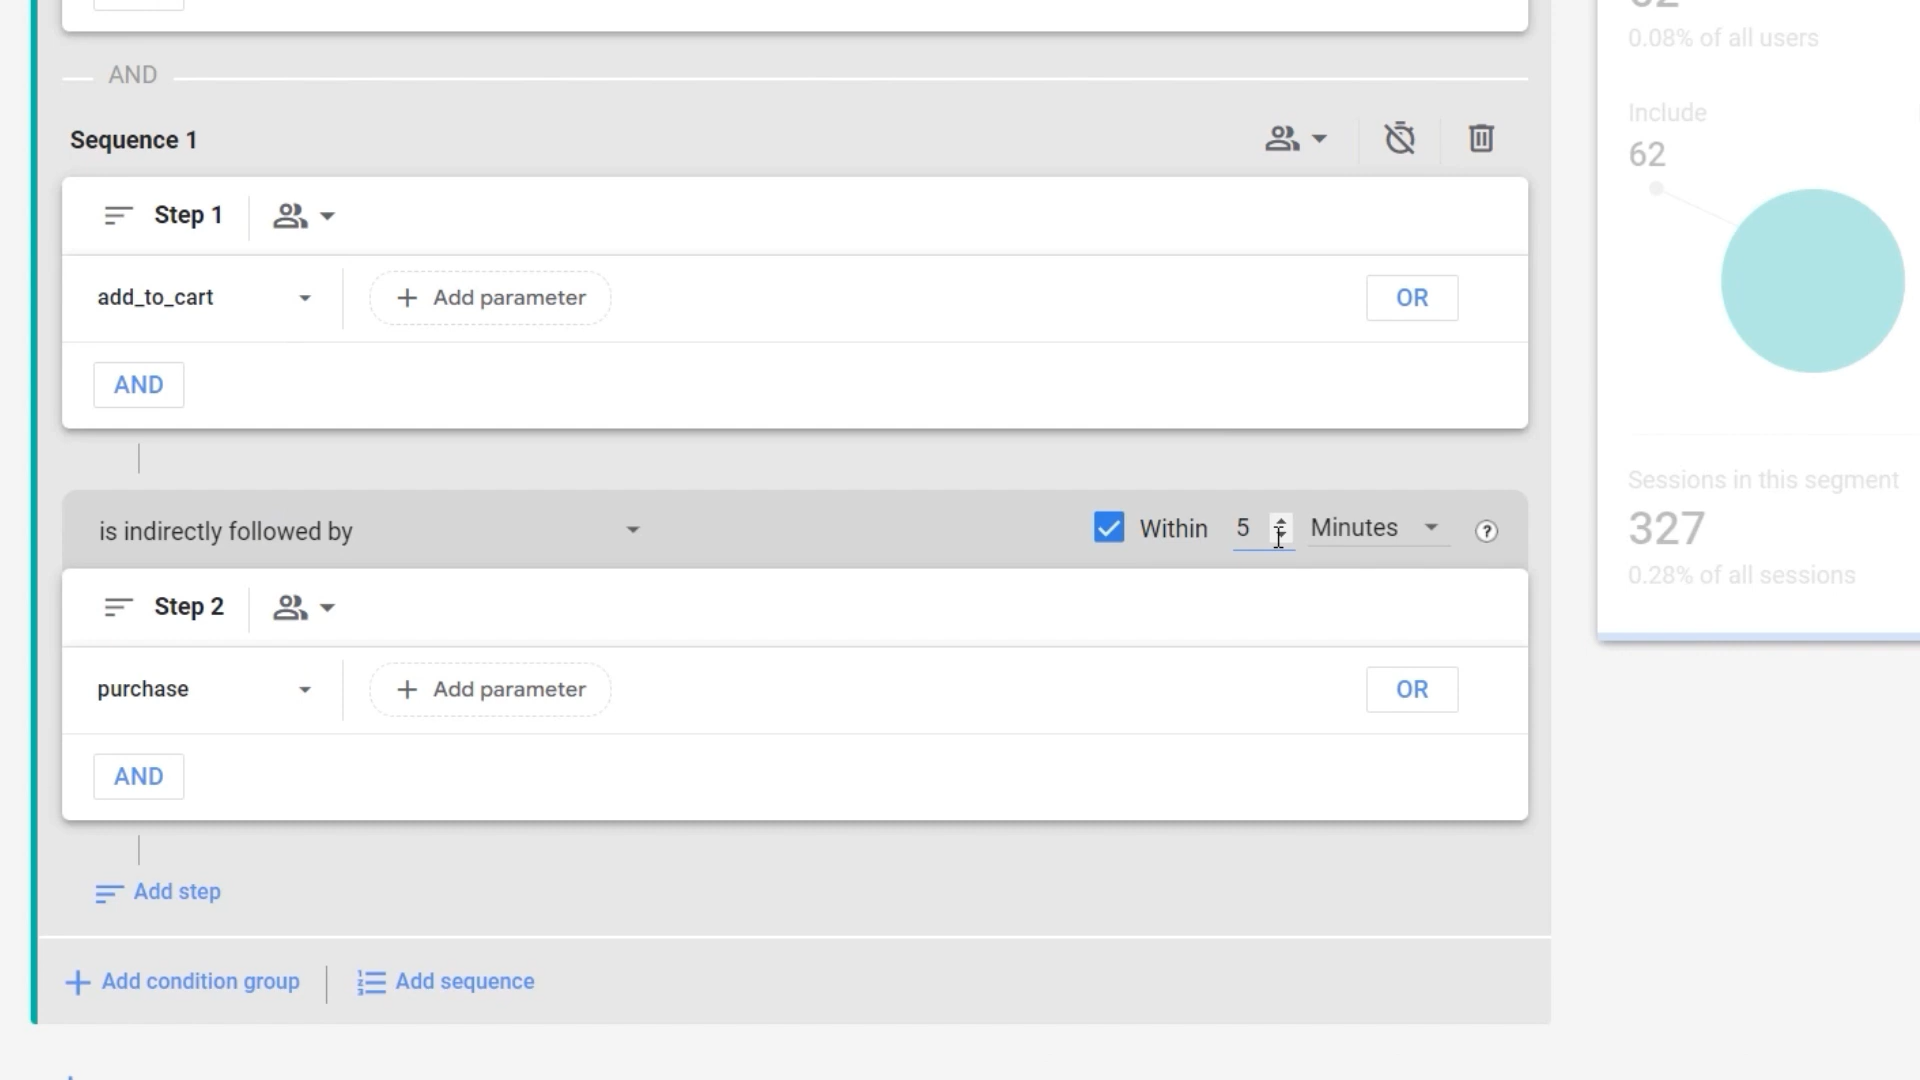 0.08% of all users
AND
Include
62
Sequence 1
Step 1
add_to_cart
Add parameter
OR
AND
Sessions in this segment
327
0.28% of all sessions
is indirectly followed by
Within
5
Minutes
?
Step 2
purchase
Add parameter
OR
AND
Add step
Add condition group
Add sequence